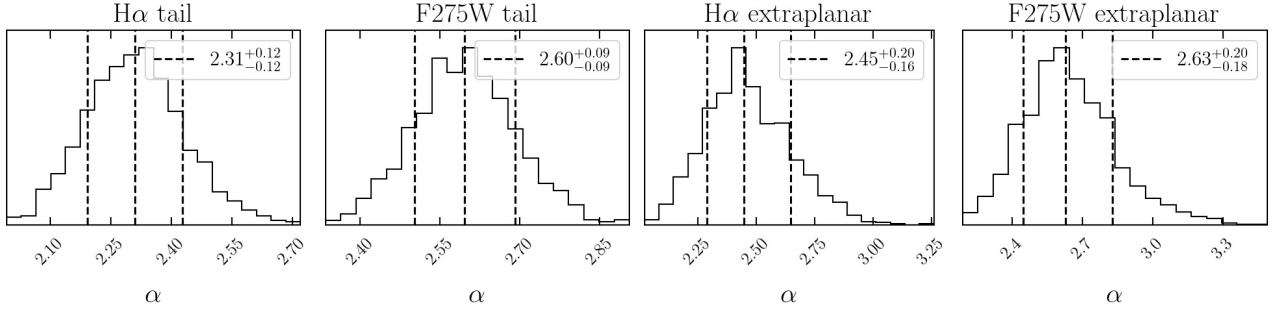 Hα tail
F275W tail
Hα extraplanar
F275W extraplanar
2.31^{+0.12}_{-0.12}
2.60^{+0.09}_{-0.09}
2.45^{+0.20}_{-0.16}
2.63^{+0.20}_{-0.18}
2.10 2.25 2.40 2.55 2.70
2.40 2.55 2.70 2.85
2.25 2.50 2.75 3.00 3.25
2.4 2.7 3.0 3.3
α
α
α
α